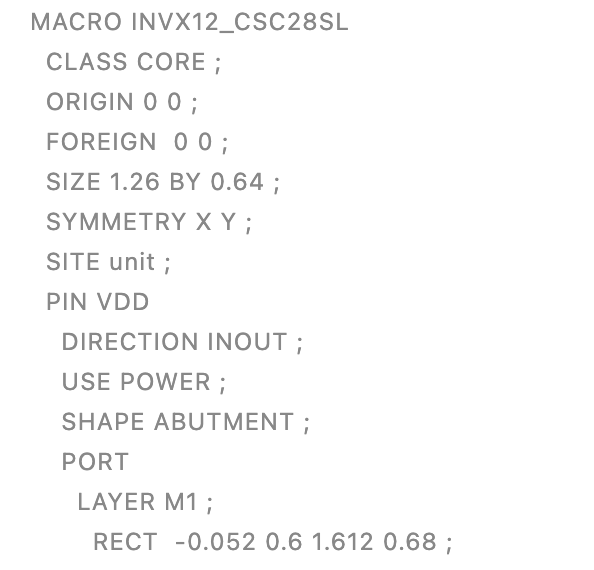 MACRO INVX12_CSC28SL
CLASS CORE ;
ORIGIN 0 0 ;
FOREIGN  0 0 ;
SIZE 1.26 BY 0.64 ;
SYMMETRY X Y ;
SITE unit ;
PIN VDD
DIRECTION INOUT ;
USE POWER ;
SHAPE ABUTMENT ;
PORT
LAYER M1 ;
RECT  -0.052 0.6 1.612 0.68 ;